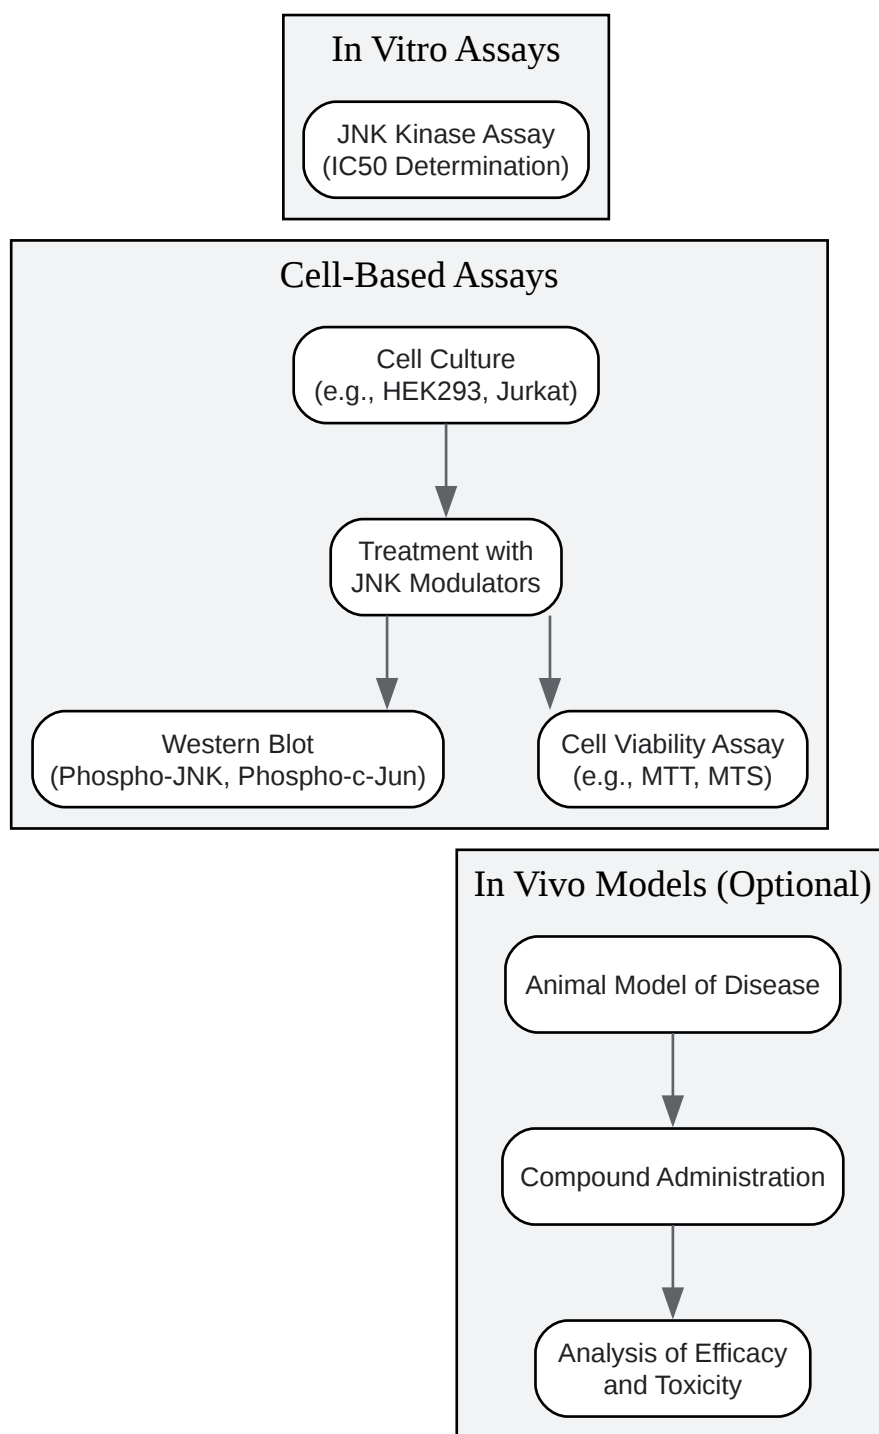 In Vitro Assays
JNK Kinase Assay
(IC50 Determination)
Cell-Based Assays
Cell Culture
(e.g., HEK293, Jurkat)
Treatment with
JNK Modulators
Western Blot
(Phospho-JNK, Phospho-c-Jun)
Cell Viability Assay
(e.g., MTT, MTS)
In Vivo Models (Optional)
Animal Model of Disease
Compound Administration
Analysis of Efficacy
and Toxicity